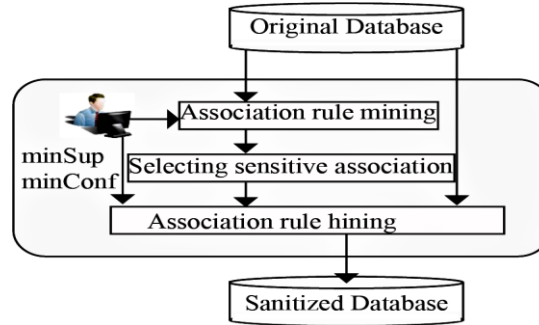 Original Database
Association rule mining
minSup
minConf
Selecting sensitive association
Association rule hining
Sanitized Database